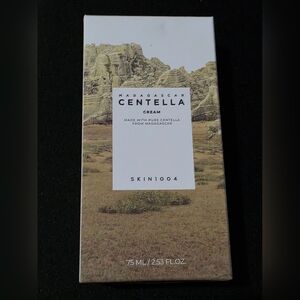 MADAGASCAR
CENTELLA
CREAM
MADE WITH PURE CENTELLA
FROM MADAGASCAR
SKIN1004
75 ML / 2.53 FL.OZ.